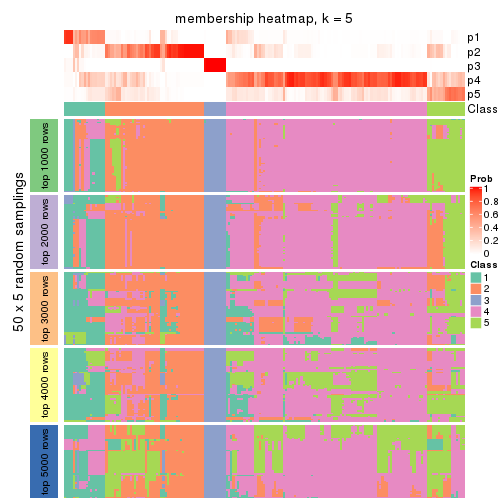 membership heatmap, k = 5
p1
p2
p3
p4
p5
Class
50 x 5 random samplings
top 1000 rows
top 2000 rows
top 3000 rows
top 4000 rows
top 5000 rows
Prob
1
0.8
0.6
0.4
0.2
0
Class
1
2
3
4
5